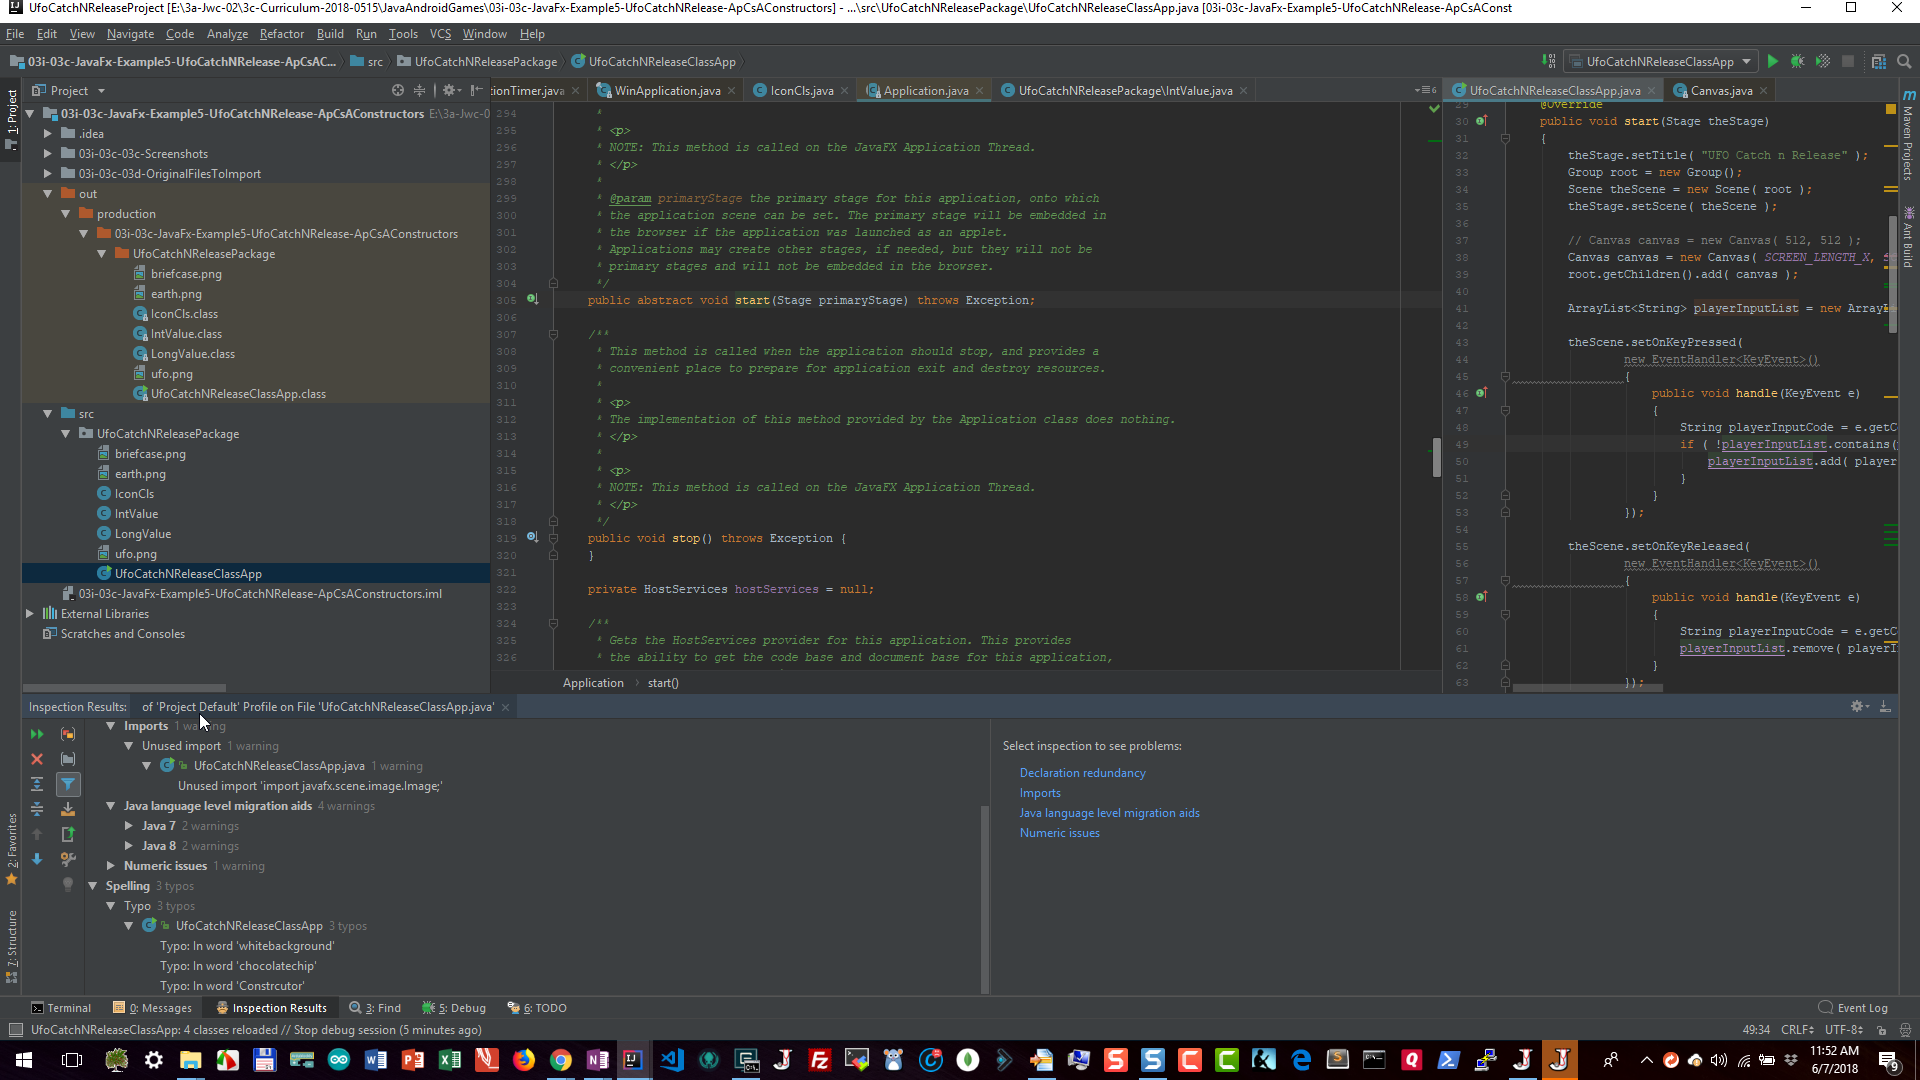 UfoCatchNReleaseProject [E:\3a-Jwc-02\3c-Curriculum-2018-0515\JavaAndroidGames\03i-03c-JavaFx-Example5-UfoCatchNRelease-ApCsAConstructors] - ...\src\UfoCatchNReleasePackage\UfoCatchNReleaseClassApp.java [03i-03c-JavaFx-Example5-UfoCatchNRelease-ApCsAConst
File Edit View Navigate Code Analyze Refactor Build Run Tools VCS Window Help
03i-03c-JavaFx-Example5-UfoCatchNRelease-ApCsAC... src UfoCatchNReleasePackage UfoCatchNReleaseClassApp
UfoCatchNReleaseClassApp
Project
tionTimer.java WinApplication.java IconCls.java Application.java UfoCatchNReleasePackage\IntValue.java
UfoCatchNReleaseClassApp.java Canvas.java
1: Project
2: Favorites
7: Structure
Maven Projects
Ant Build
03i-03c-JavaFx-Example5-UfoCatchNRelease-ApCsAConstructors E:\3a-Jwc-0
.idea
03i-03c-03c-Screenshots
03i-03c-03d-OriginalFilesToImport
out
production
03i-03c-JavaFx-Example5-UfoCatchNRelease-ApCsAConstructors
UfoCatchNReleasePackage
briefcase.png
earth.png
IconCls.class
IntValue.class
LongValue.class
ufo.png
UfoCatchNReleaseClassApp.class
src
UfoCatchNReleasePackage
briefcase.png
earth.png
IconCls
IntValue
LongValue
ufo.png
UfoCatchNReleaseClassApp
03i-03c-JavaFx-Example5-UfoCatchNRelease-ApCsAConstructors.iml
External Libraries
Scratches and Consoles
294 *
295 * <p>
296 * NOTE: This method is called on the JavaFX Application Thread.
297 * </p>
298 *
299 * @param primaryStage the primary stage for this application, onto which
300 * the application scene can be set. The primary stage will be embedded in
301 * the browser if the application was launched as an applet.
302 * Applications may create other stages, if needed, but they will not be
303 * primary stages and will not be embedded in the browser.
304 */
305 public abstract void start(Stage primaryStage) throws Exception;
306
307 /**
308 * This method is called when the application should stop, and provides a
309 * convenient place to prepare for application exit and destroy resources.
310 *
311 * <p>
312 * The implementation of this method provided by the Application class does nothing.
313 * </p>
314 *
315 * <p>
316 * NOTE: This method is called on the JavaFX Application Thread.
317 * </p>
318 */
319 public void stop() throws Exception {
320 }
321
322 private HostServices hostServices = null;
323
324 /**
325 * Gets the HostServices provider for this application. This provides
326 * the ability to get the code base and document base for this application,
Application start()
29 @Override
30 public void start(Stage theStage)
31 {
32 theStage.setTitle( "UFO Catch n Release" );
33 Group root = new Group();
34 Scene theScene = new Scene( root );
35 theStage.setScene( theScene );
36
37 // Canvas canvas = new Canvas( 512, 512 );
38 Canvas canvas = new Canvas( SCREEN_LENGTH_X,
39 root.getChildren().add( canvas );
40
41 ArrayList<String> playerInputList = new Array
42
43 theScene.setOnKeyPressed(
44 new EventHandler<KeyEvent>()
45 {
46 public void handle(KeyEvent e)
47 {
48 String playerInputCode = e.getC
49 if ( !playerInputList.contains(
50 playerInputList.add( player
51 }
52 }
53 });
54
55 theScene.setOnKeyReleased(
56 new EventHandler<KeyEvent>()
57 {
58 public void handle(KeyEvent e)
59 {
60 String playerInputCode = e.getC
61 playerInputList.remove( playerI
62 }
63 });
Inspection Results: of 'Project Default' Profile on File 'UfoCatchNReleaseClassApp.java'
Imports 1 warning
Unused import 1 warning
UfoCatchNReleaseClassApp.java 1 warning
Unused import 'import javafx.scene.image.Image;'
Java language level migration aids 4 warnings
Java 7 2 warnings
Java 8 2 warnings
Numeric issues 1 warning
Spelling 3 typos
Typo 3 typos
UfoCatchNReleaseClassApp 3 typos
Typo: In word 'whitebackground'
Typo: In word 'chocolatechip'
Typo: In word 'Constrcutor'
Select inspection to see problems:
Declaration redundancy
Imports
Java language level migration aids
Numeric issues
Terminal 0: Messages Inspection Results 3: Find 5: Debug 6: TODO Event Log
UfoCatchNReleaseClassApp: 4 classes reloaded // Stop debug session (5 minutes ago) 49:34 CRLF UTF-8
11:52 AM
6/7/2018